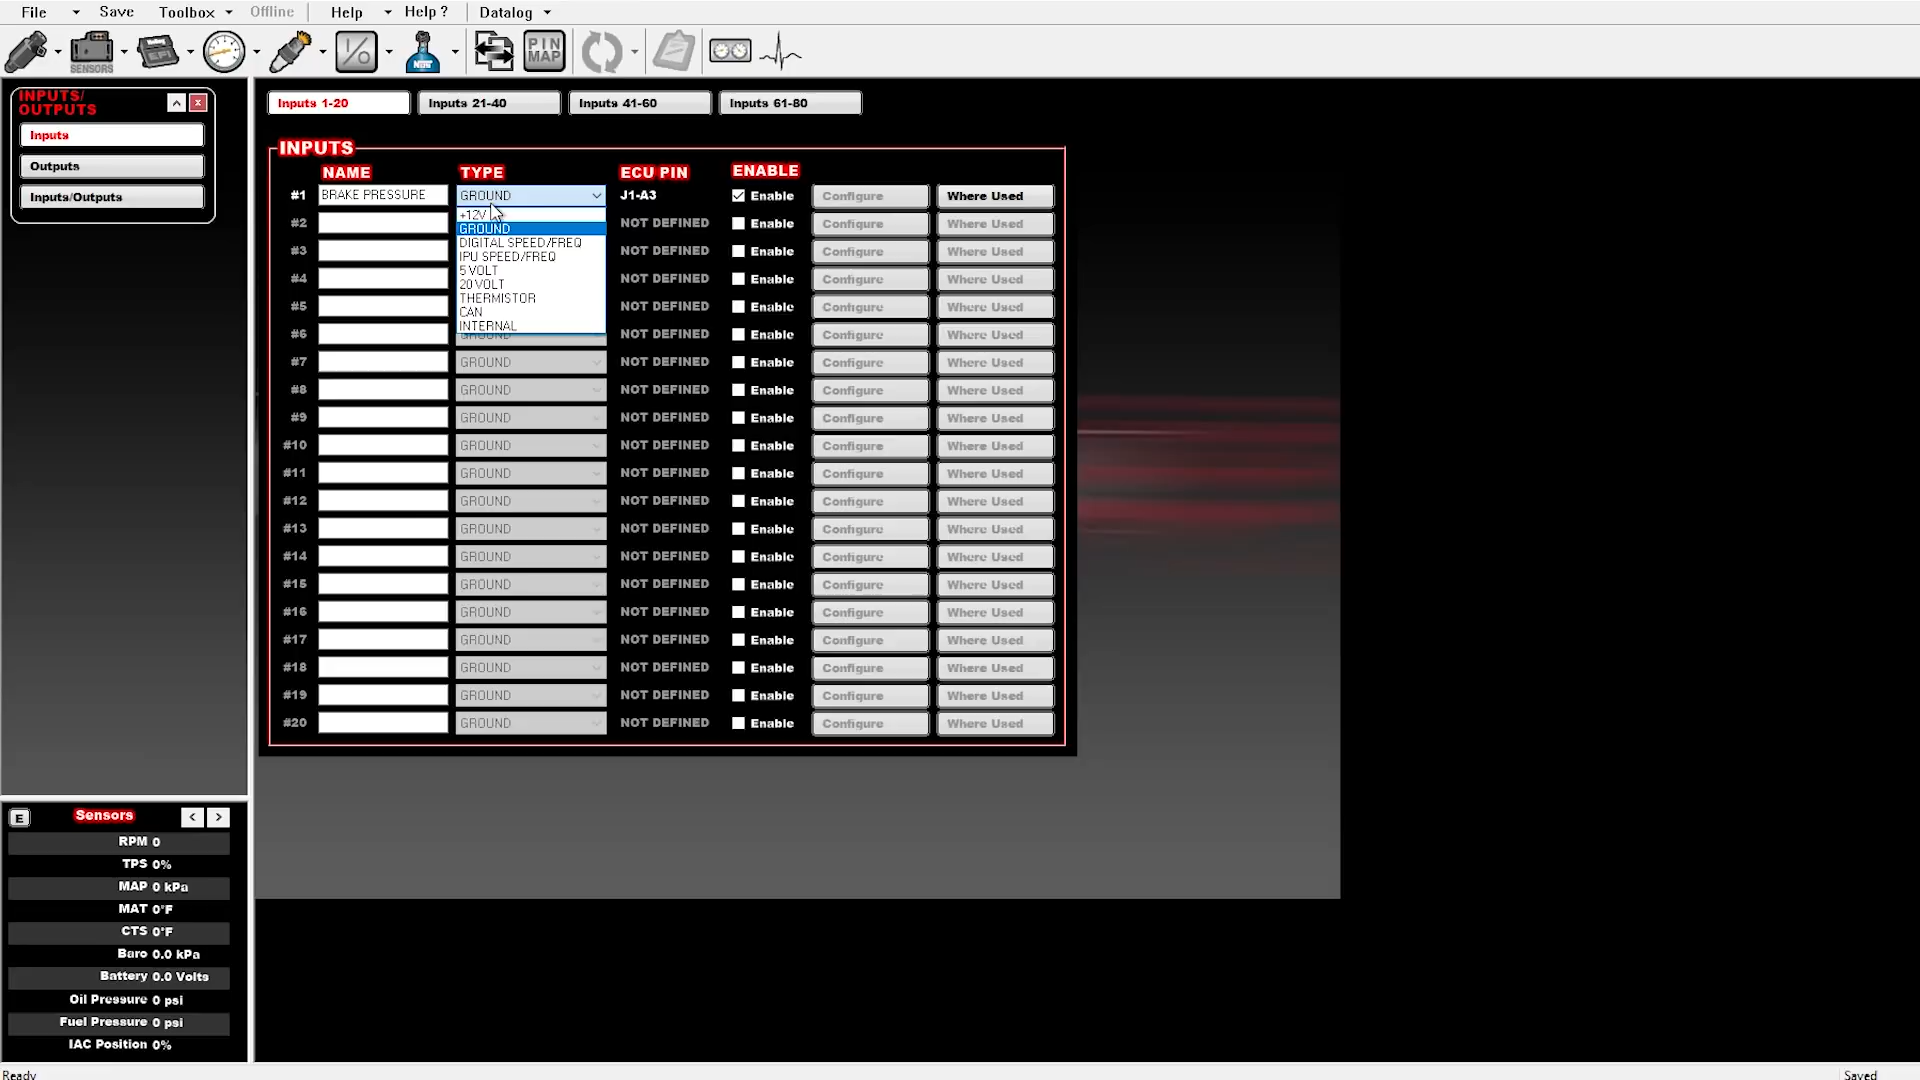 File Save Toolbox Offline Help Help ? Datalog
SENSORS EFI 1/0 NOS PIN MAP
INPUTS/
OUTPUTS
Inputs
Outputs
Inputs/Outputs
Inputs 1-20 Inputs 21-40 Inputs 41-60 Inputs 61-80
INPUTS
NAME TYPE ECU PIN ENABLE
#1 BRAKE PRESSURE GROUND J1-A3 Enable Configure Where Used
+12V
GROUND
DIGITAL SPEED/FREQ
IPU SPEED/FREQ
5 VOLT
20 VOLT
THERMISTOR
CAN
INTERNAL
#2 NOT DEFINED Enable Configure Where Used
#3 NOT DEFINED Enable Configure Where Used
#4 NOT DEFINED Enable Configure Where Used
#5 NOT DEFINED Enable Configure Where Used
#6 GROUND NOT DEFINED Enable Configure Where Used
#7 GROUND NOT DEFINED Enable Configure Where Used
#8 GROUND NOT DEFINED Enable Configure Where Used
#9 GROUND NOT DEFINED Enable Configure Where Used
#10 GROUND NOT DEFINED Enable Configure Where Used
#11 GROUND NOT DEFINED Enable Configure Where Used
#12 GROUND NOT DEFINED Enable Configure Where Used
#13 GROUND NOT DEFINED Enable Configure Where Used
#14 GROUND NOT DEFINED Enable Configure Where Used
#15 GROUND NOT DEFINED Enable Configure Where Used
#16 GROUND NOT DEFINED Enable Configure Where Used
#17 GROUND NOT DEFINED Enable Configure Where Used
#18 GROUND NOT DEFINED Enable Configure Where Used
#19 GROUND NOT DEFINED Enable Configure Where Used
#20 GROUND NOT DEFINED Enable Configure Where Used
E Sensors < >
RPM 0
TPS 0%
MAP 0 kPa
MAT 0°F
CTS 0°F
Baro 0.0 kPa
Battery 0.0 Volts
Oil Pressure 0 psi
Fuel Pressure 0 psi
IAC Position 0%
Ready Saved